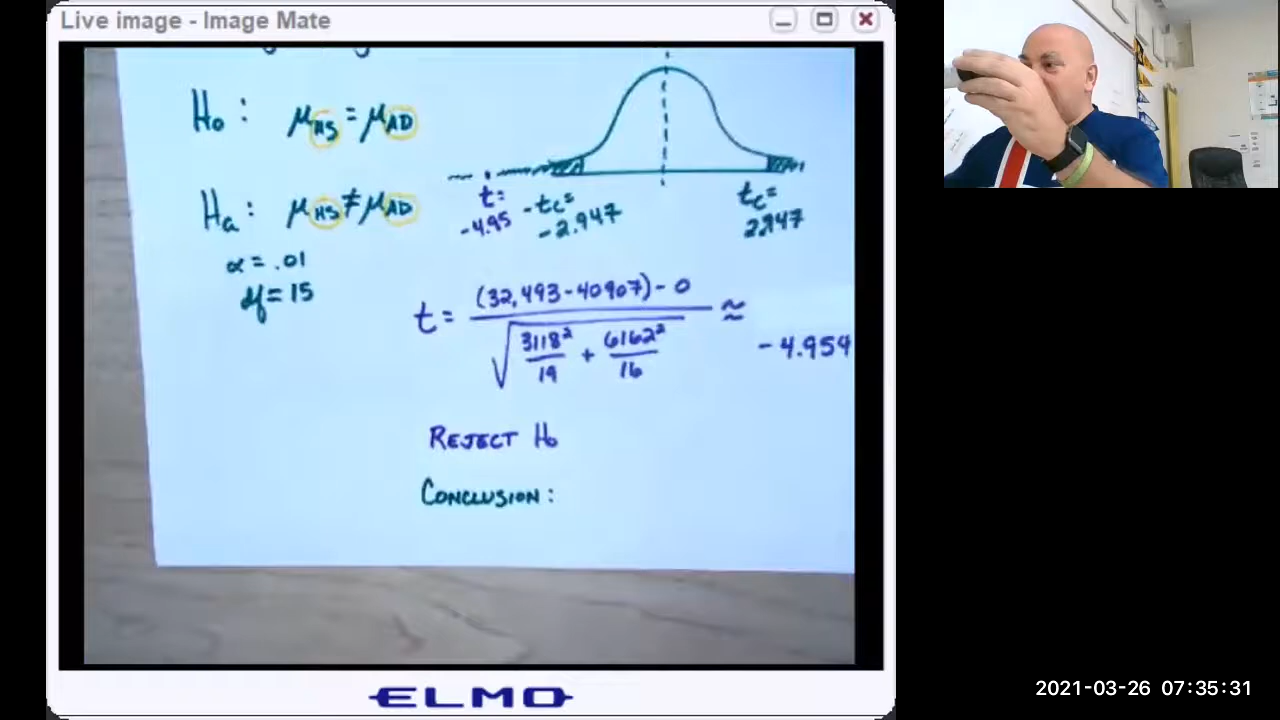 Live image - Image Mate
H₀ : μHS = μAD
Hₐ : μHS ≠ μAD
α = .01
df = 15
t = -4.95
-tc = -2.947
tc = 2.947
t = (32,493 - 40907) - 0 / √(3118²/19 + 6162²/16) ≈ -4.954
REJECT H₀
CONCLUSION :
ELMO
2021-03-26 07:35:31